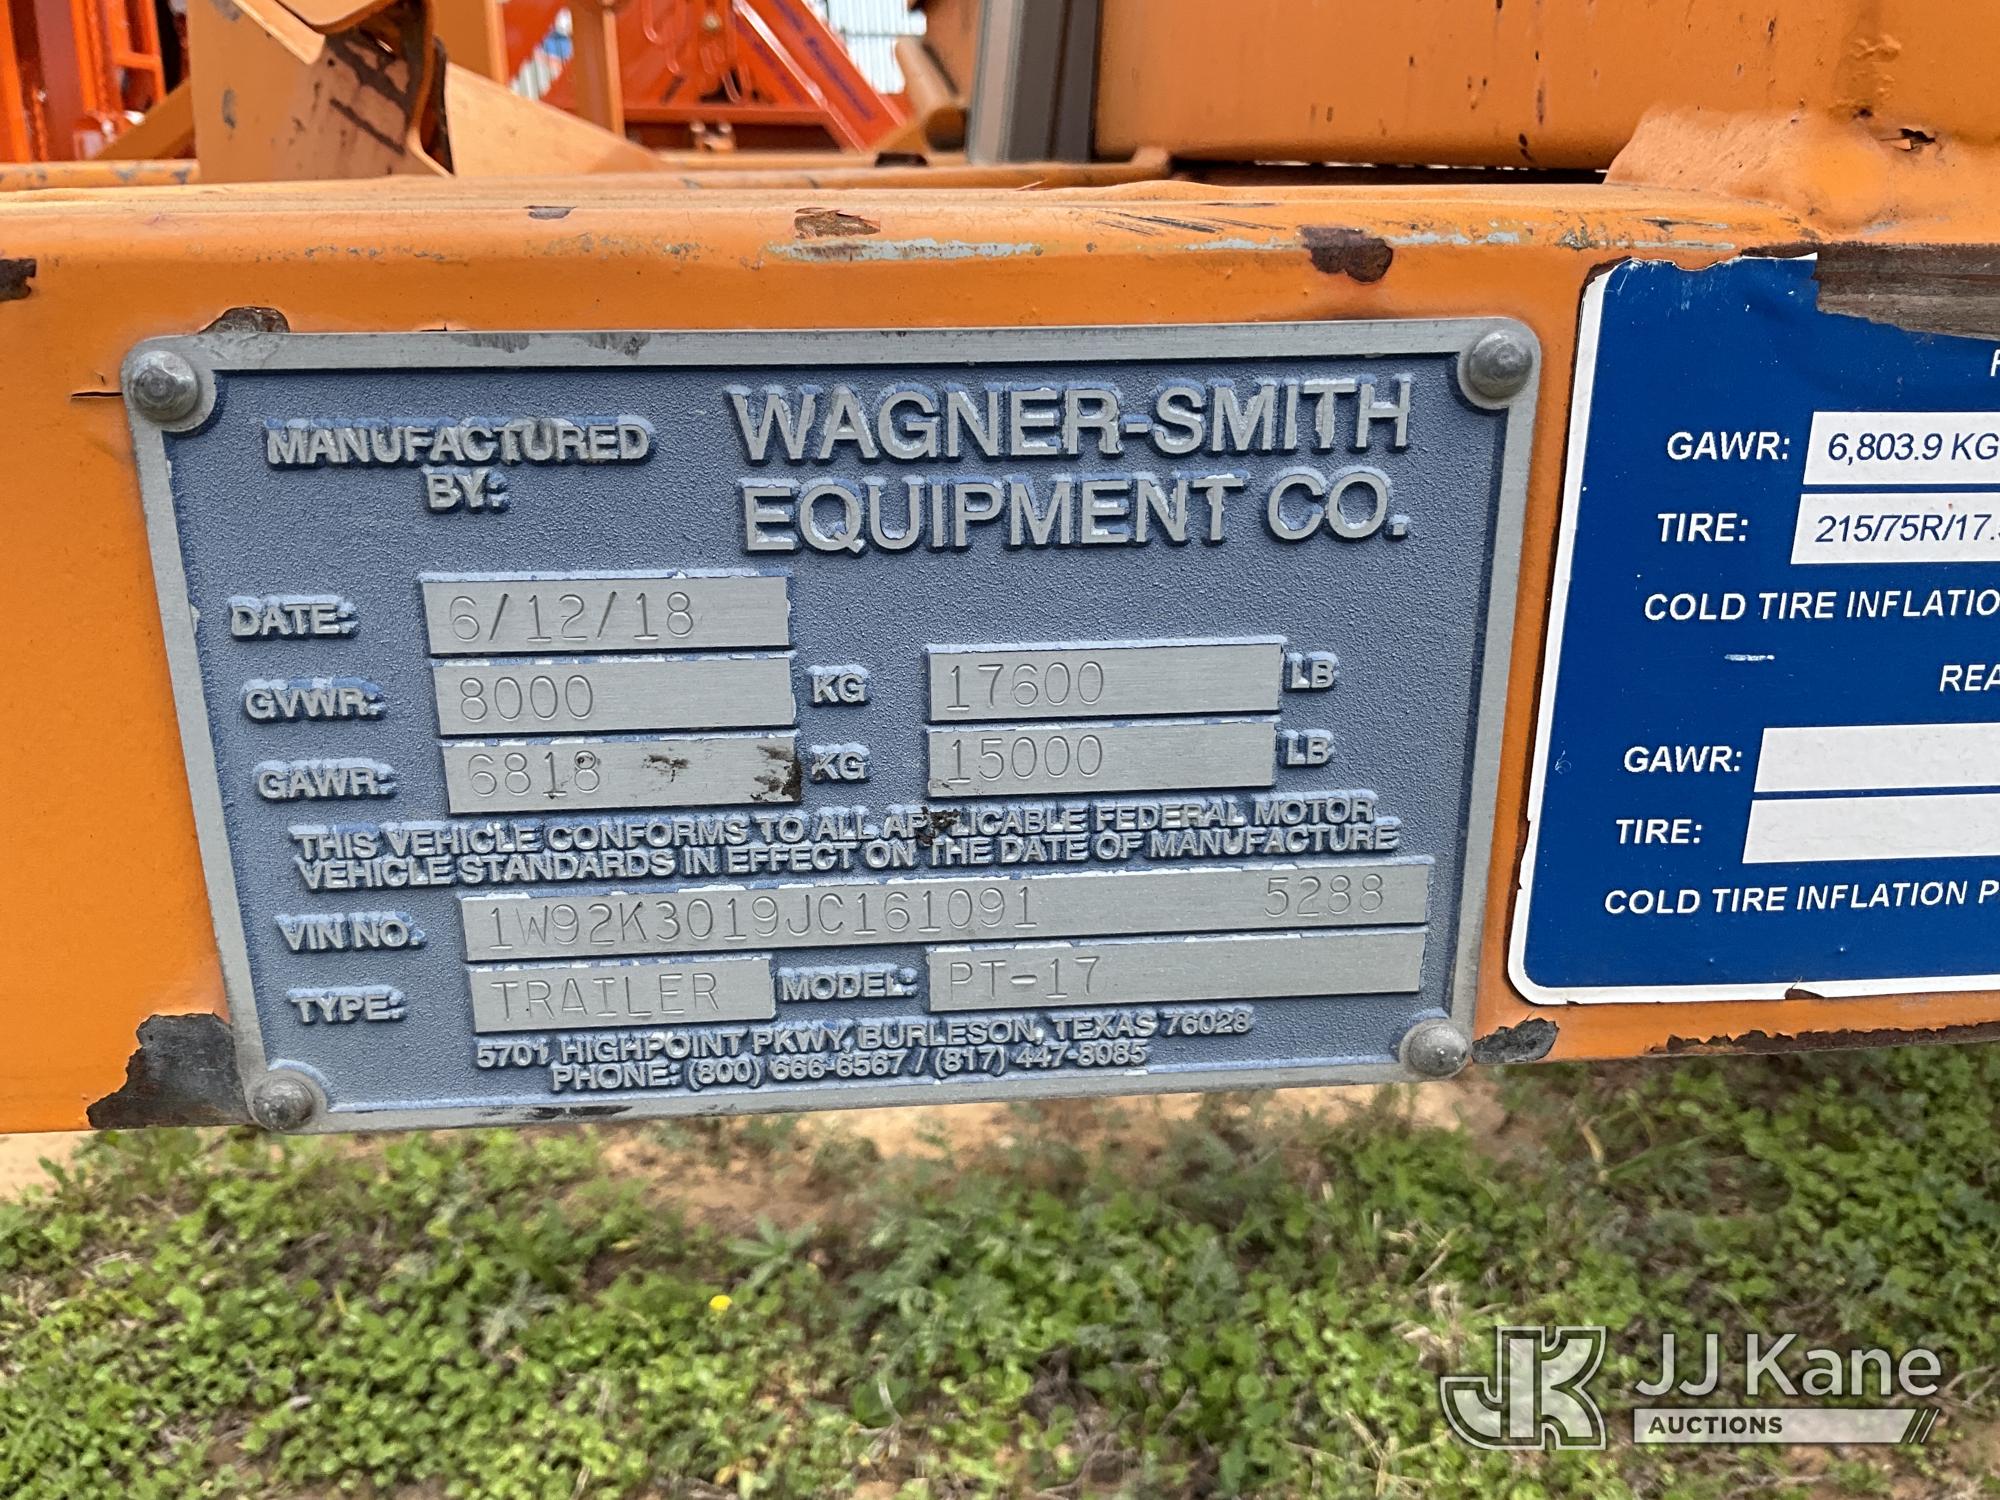 MANUFACTURED
BY:
WAGNER-SMITH
EQUIPMENT CO.
DATE: 6/12/18
GVWR: 8000 KG 17600 LB
GAWR: 6818 KG 15000 LB
THIS VEHICLE CONFORMS TO ALL APPLICABLE FEDERAL MOTOR
VEHICLE STANDARDS IN EFFECT ON THE DATE OF MANUFACTURE
VIN NO. 1W92K3019JC161091 5288
TYPE: TRAILER MODEL: PT-17
5701 HIGHPOINT PKWY, BURLESON, TEXAS 76028
PHONE: (800) 666-6567 / (817) 447-8085
GAWR: 6,803.9 KG
TIRE: 215/75R/17.
COLD TIRE INFLATIO
REA
GAWR:
TIRE:
COLD TIRE INFLATION P
JK JJ Kane
AUCTIONS